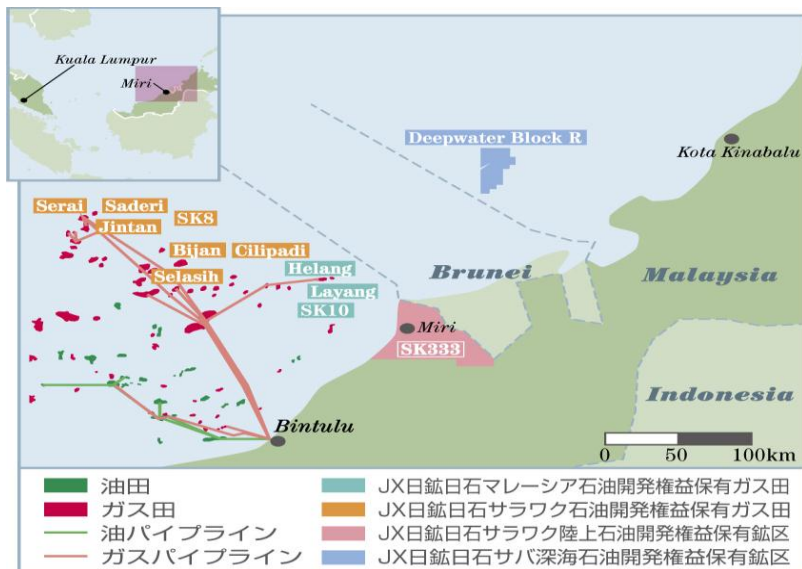 Kuala Lumpur
Miri
Deepwater Block R
Kota Kinabalu
Serai
Saderi
SK8
Jintan
Bijan
Cilipadi
Selasih
Helang
Layang
SK10
Brunei
Malaysia
Miri
SK333
Indonesia
Bintulu
0 50 100km
油田
ガス田
油パイプライン
ガスパイプライン
JX日鉱日石マレーシア石油開発権益保有ガス田
JX日鉱日石サラワク石油開発権益保有ガス田
JX日鉱日石サラワク陸上石油開発権益保有鉱区
JX日鉱日石サバ深海石油開発権益保有鉱区